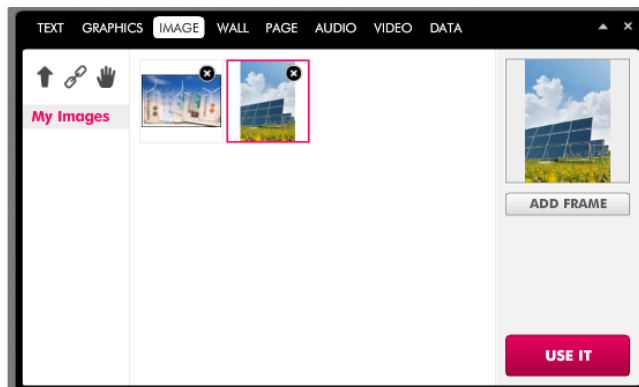 TEXT GRAPHICS IMAGE WALL PAGE AUDIO VIDEO DATA
My Images
ADD FRAME
USE IT